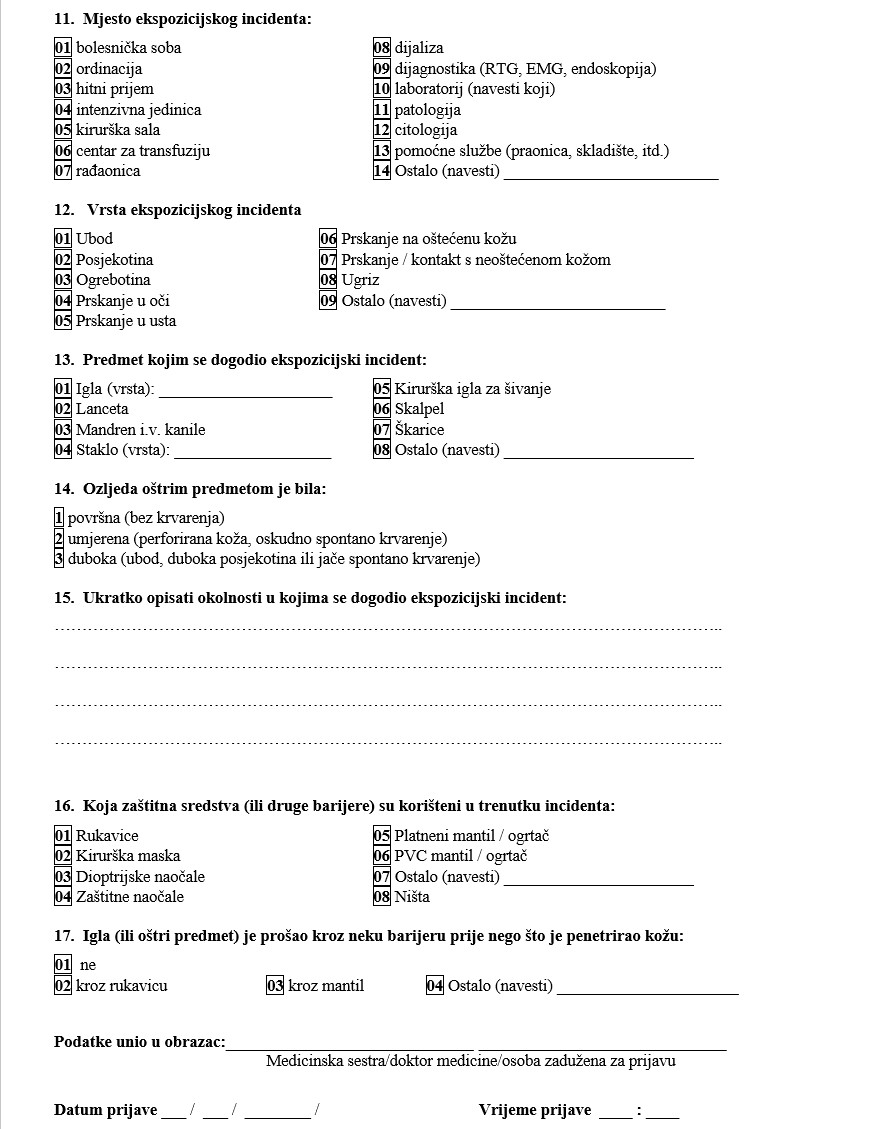 11. Mjesto ekspozicijskog incidenta:
01 bolesnička soba 08 dijaliza
02 ordinacija 09 dijagnostika (RTG, EMG, endoskopija)
03 hitni prijem 10 laboratorij (navesti koji)
04 intenzivna jedinica 11 patologija
05 kirurška sala 12 citologija
06 centar za transfuziju 13 pomoćne službe (praonica, skladište, itd.)
07 rađaonica 14 Ostalo (navesti) ___________________________
12. Vrsta ekspozicijskog incidenta
01 Ubod 06 Prskanje na oštećenu kožu
02 Posjekotina 07 Prskanje / kontakt s neoštećenom kožom
03 Ogrebotina 08 Ugriz
04 Prskanje u oči 09 Ostalo (navesti) ___________________________
05 Prskanje u usta
13. Predmet kojim se dogodio ekspozicijski incident:
01 Igla (vrsta): ______________________ 05 Kirurška igla za šivanje
02 Lanceta 06 Skalpel
03 Mandren i.v. kanile 07 Škarice
04 Staklo (vrsta): ____________________ 08 Ostalo (navesti) ________________________
14. Ozljeda oštrim predmetom je bila:
1 površna (bez krvarenja)
2 umjerena (perforirana koža, oskudno spontano krvarenje)
3 duboka (ubod, duboka posjekotina ili jače spontano krvarenje)
15. Ukratko opisati okolnosti u kojima se dogodio ekspozicijski incident:
16. Koja zaštitna sredstva (ili druge barijere) su korišteni u trenutku incidenta:
01 Rukavice 05 Platneni mantil / ogrtač
02 Kirurška maska 06 PVC mantil / ogrtač
03 Dioptrijske naočale 07 Ostalo (navesti) ________________________
04 Zaštitne naočale 08 Ništa
17. Igla (ili oštri predmet) je prošao kroz neku barijeru prije nego što je penetrirao kožu:
01 ne
02 kroz rukavicu 03 kroz mantil 04 Ostalo (navesti) _______________________
Podatke unio u obrazac:_______________________________ _______________________________
Medicinska sestra/doktor medicine/osoba zadužena za prijavu
Datum prijave ___ / ___ / ________ / Vrijeme prijave ____ : ____